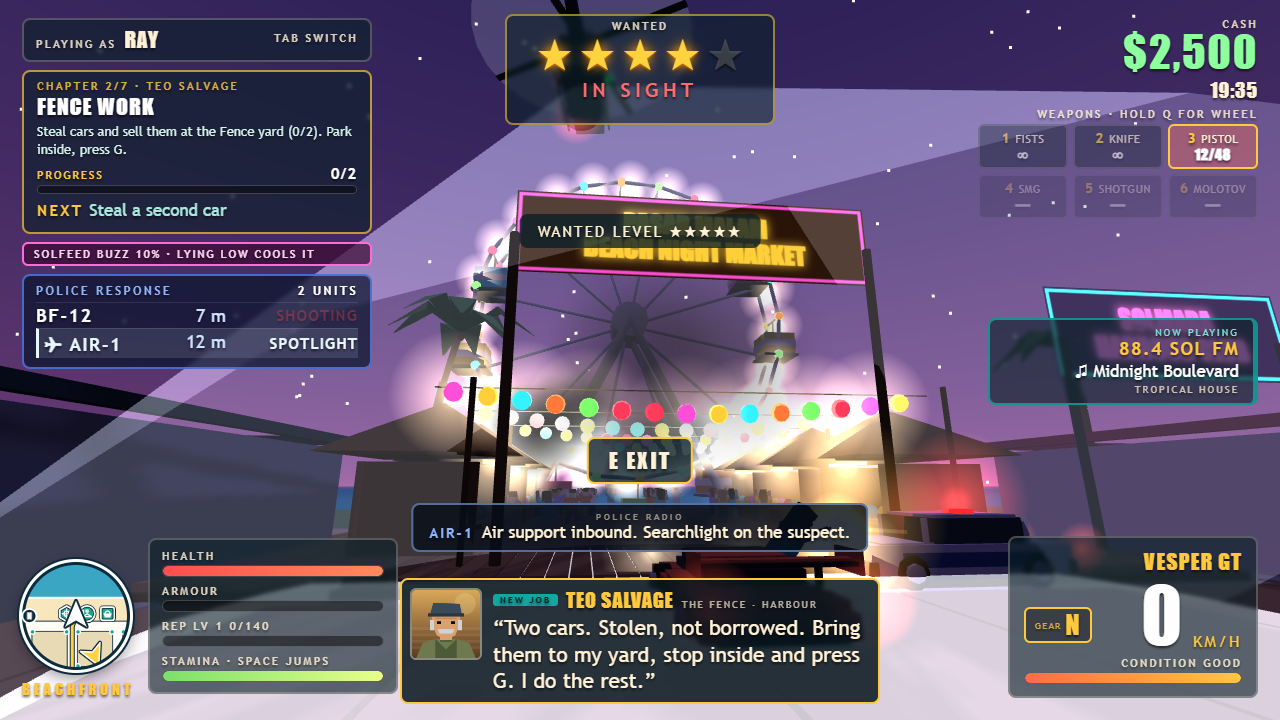 PLAYING AS RAY TAB SWITCH
CHAPTER 2/7 · TEO SALVAGE
FENCE WORK
Steal cars and sell them at the Fence yard (0/2). Park
inside, press G.
PROGRESS 0/2
NEXT Steal a second car
SOLFEED BUZZ 10% · LYING LOW COOLS IT
POLICE RESPONSE 2 UNITS
BF-12 7 m SHOOTING
AIR-1 12 m SPOTLIGHT
WANTED
IN SIGHT
WANTED LEVEL ★★★★★
BEACH NIGHT MARKET
CASH
$2,500
19:35
WEAPONS · HOLD Q FOR WHEEL
1 FISTS ∞
2 KNIFE ∞
3 PISTOL 12/48
4 SMG —
5 SHOTGUN —
6 MOLOTOV —
NOW PLAYING
88.4 SOL FM
♫ Midnight Boulevard
TROPICAL HOUSE
E EXIT
POLICE RADIO
AIR-1 Air support inbound. Searchlight on the suspect.
NEW JOB TEO SALVAGE THE FENCE · HARBOUR
“Two cars. Stolen, not borrowed. Bring
them to my yard, stop inside and press
G. I do the rest.”
BEACHFRONT
HEALTH
ARMOUR
REP LV 1 0/140
STAMINA · SPACE JUMPS
VESPER GT
GEAR N
0 KM/H
CONDITION GOOD